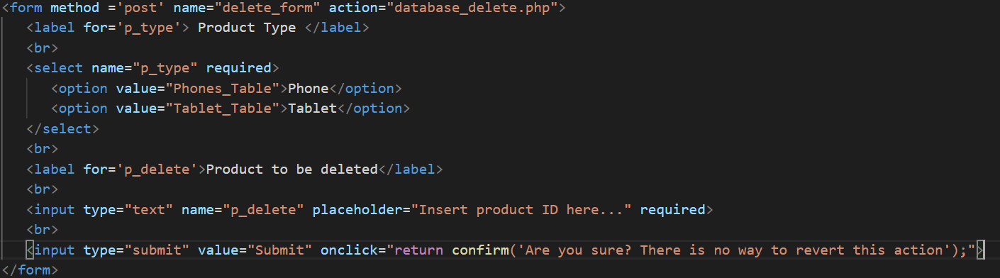 <form method ='post' name="delete_form" action="database_delete.php">
<label for='p_type'> Product Type </label>
<br>
<select name="p_type" required>
<option value="Phones_Table">Phone</option>
<option value="Tablet_Table">Tablet</option>
</select>
<br>
<label for='p_delete'>Product to be deleted</label>
<br>
<input type="text" name="p_delete" placeholder="Insert product ID here..." required>
<br>
<input type="submit" value="Submit" onclick="return confirm('Are you sure? There is no way to revert this action');">
</form>